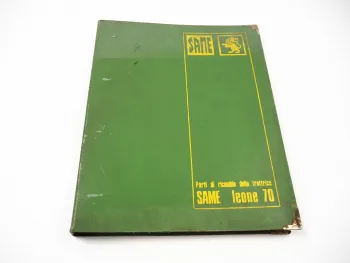 SAME
Parti di ricambio della trattrice
SAME leone 70